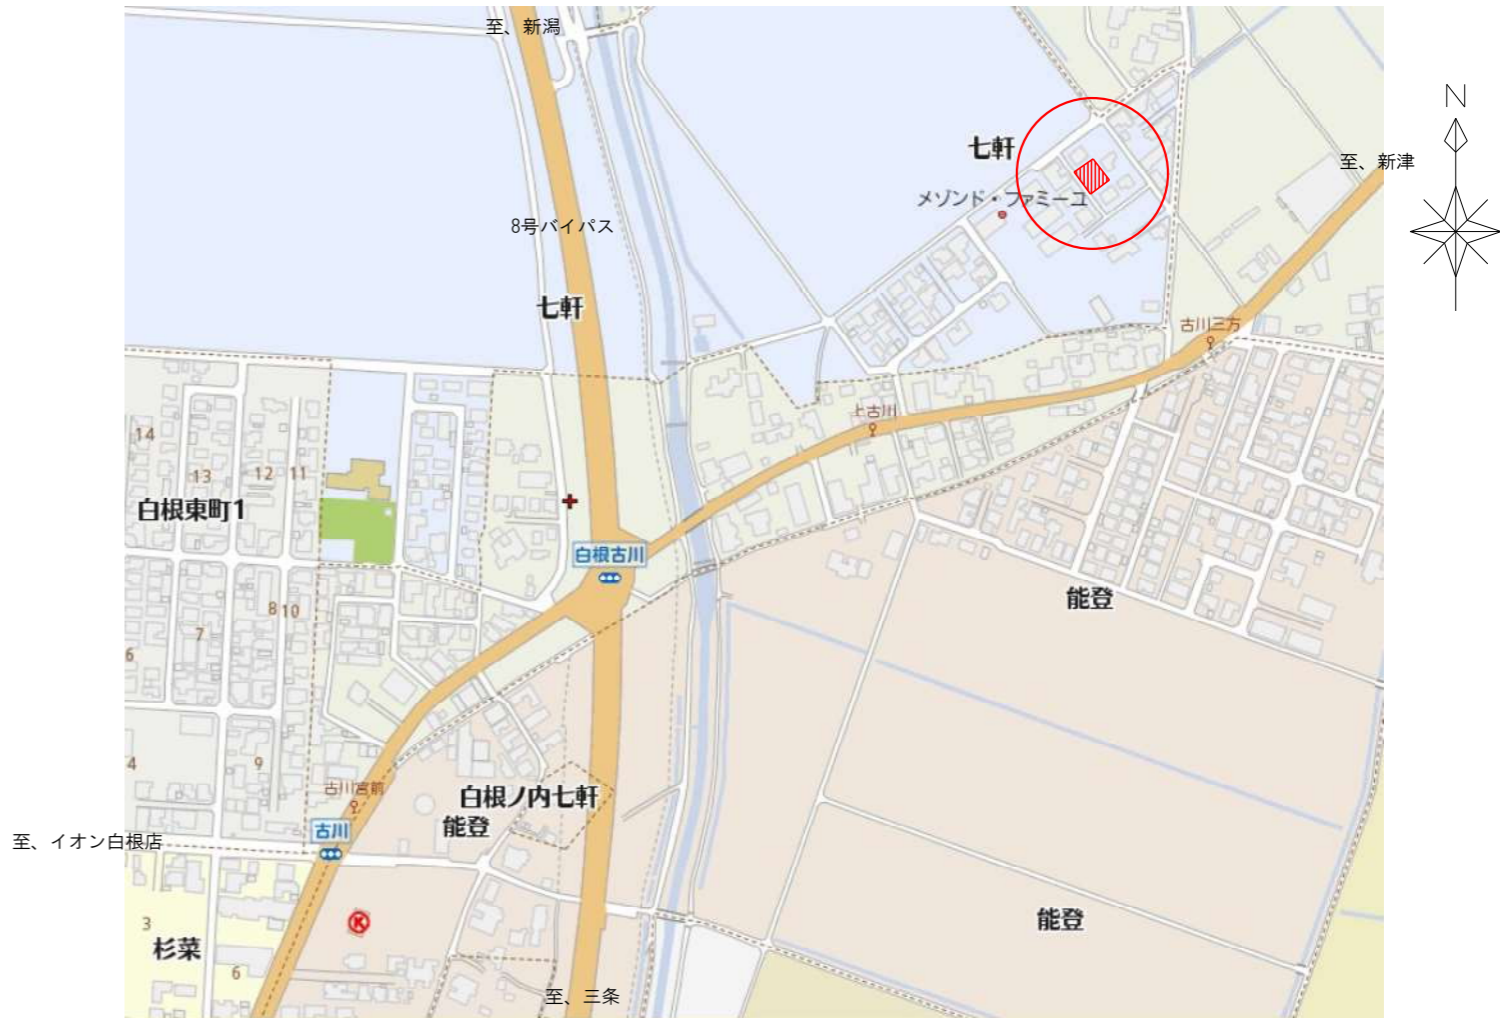 至、新潟
N
七軒
至、新津
メゾンド・ファミーユ
8号バイパス
七軒
古川三方
上古川
14
13
12
11
白根東町1
白根古川
能登
8
10
7
6
4
9
古川宮前
白根ノ内七軒
能登
古川
至、イオン白根店
K
能登
3
杉菜
6
至、三条